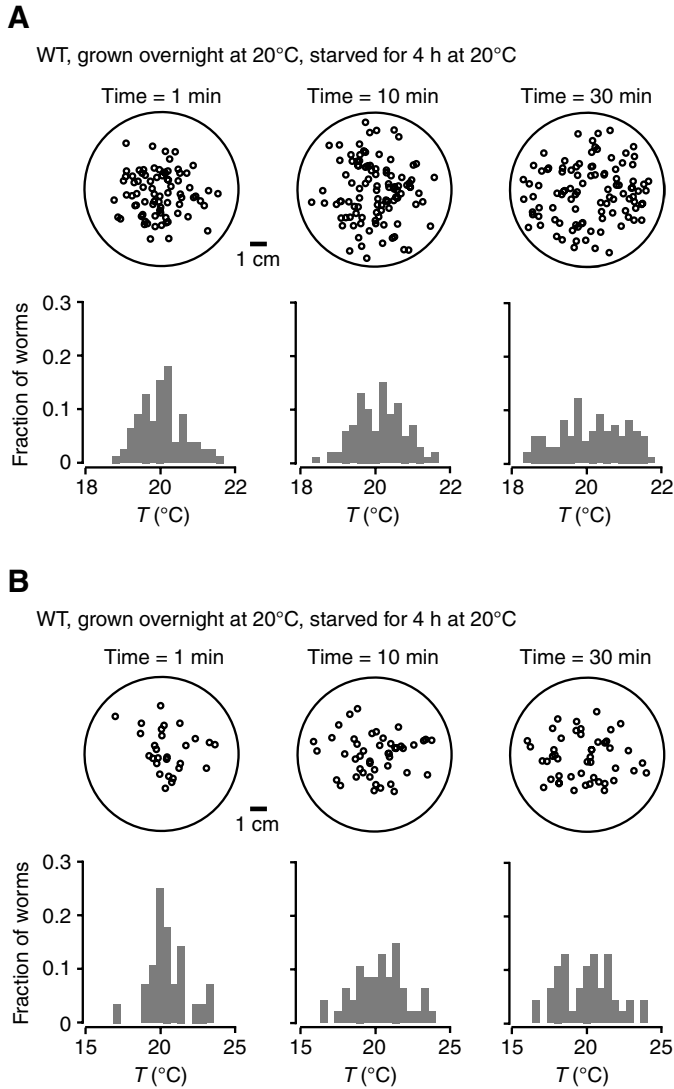 A
WT, grown overnight at 20°C, starved for 4 h at 20°C
Time = 1 min Time = 10 min Time = 30 min
1 cm
Fraction of worms
0.3
0.2
0.1
0
18 20 22 18 20 22 18 20 22
T (°C) T (°C) T (°C)
B
WT, grown overnight at 20°C, starved for 4 h at 20°C
Time = 1 min Time = 10 min Time = 30 min
1 cm
Fraction of worms
0.3
0.2
0.1
0
15 20 25 15 20 25 15 20 25
T (°C) T (°C) T (°C)